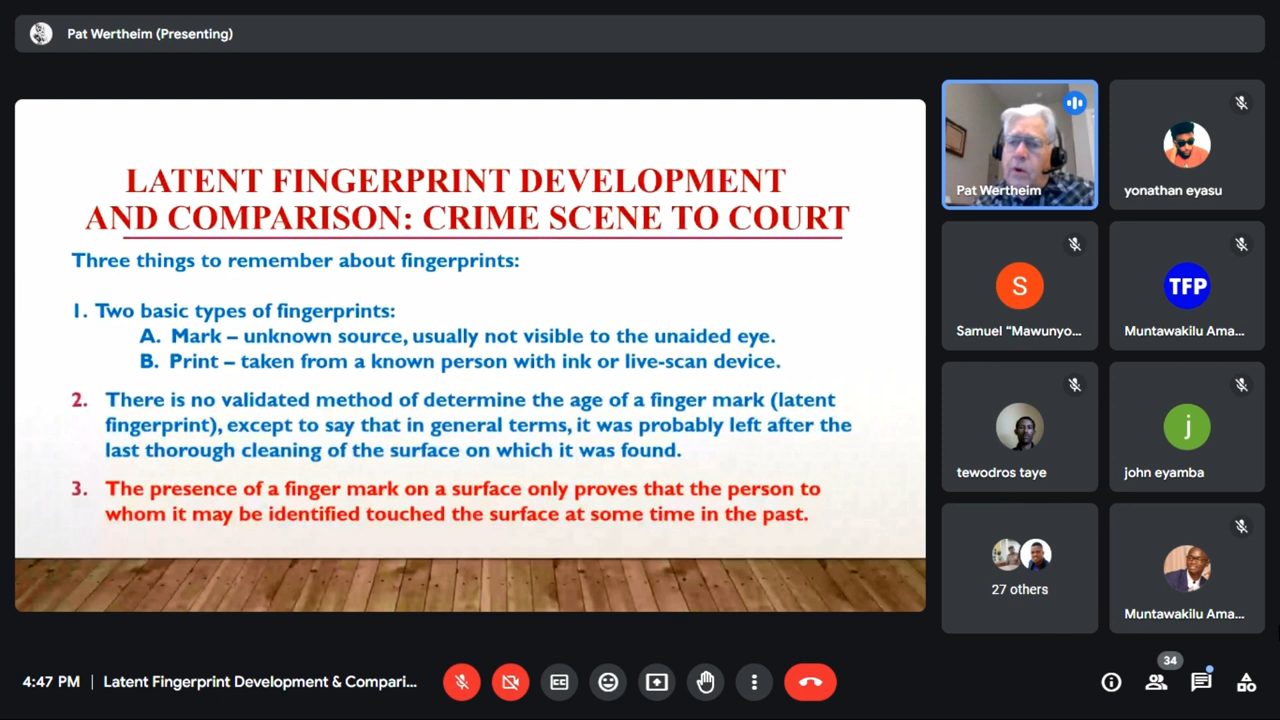 Pat Wertheim (Presenting)
LATENT FINGERPRINT DEVELOPMENT
AND COMPARISON: CRIME SCENE TO COURT
Three things to remember about fingerprints:
1. Two basic types of fingerprints:
A. Mark – unknown source, usually not visible to the unaided eye.
B. Print – taken from a known person with ink or live-scan device.
2. There is no validated method of determine the age of a finger mark (latent
fingerprint), except to say that in general terms, it was probably left after the
last thorough cleaning of the surface on which it was found.
3. The presence of a finger mark on a surface only proves that the person to
whom it may be identified touched the surface at some time in the past.
Pat Wertheim
yonathan eyasu
S
Samuel "Mawunyo...
TFP
Muntawakilu Ama...
tewodros taye
j
john eyamba
27 others
Muntawakilu Ama...
4:47 PM | Latent Fingerprint Development & Compari...
CC
34